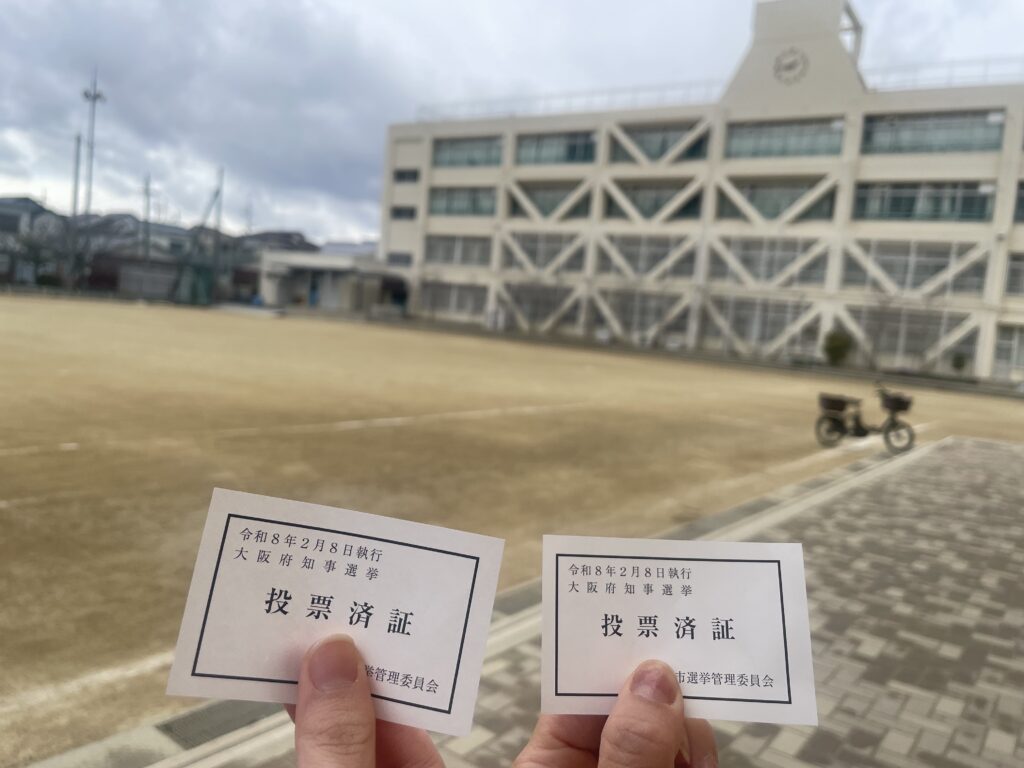 令和8年2月8日執行
大阪府知事選挙
投票済証
挙管理委員会
令和8年2月8日執行
大阪府知事選挙
投票済証
市選挙管理委員会